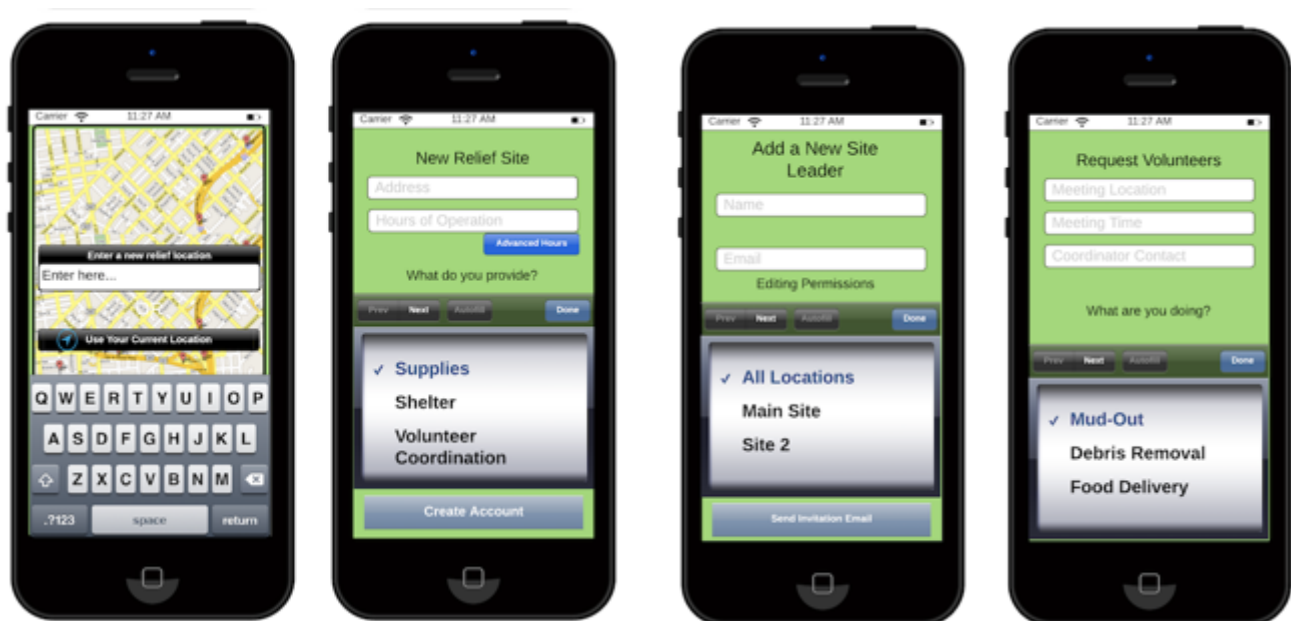 Carrier 11:27 AM
Enter a new relief location
Enter here...
Use Your Current Location
Q W E R T Y U I O P
A S D F G H J K L
Z X C V B N M
.?123 space return
Carrier 11:27 AM
New Relief Site
Address
Hours of Operation
Advanced Hours
What do you provide?
Prev Next Autofill Done
✓ Supplies
Shelter
Volunteer
Coordination
Create Account
Carrier 11:27 AM
Add a New Site
Leader
Name
Email
Editing Permissions
Prev Next Autofill Done
✓ All Locations
Main Site
Site 2
Send Invitation Email
Carrier 11:27 AM
Request Volunteers
Meeting Location
Meeting Time
Coordinator Contact
What are you doing?
Prev Next Autofill Done
✓ Mud-Out
Debris Removal
Food Delivery